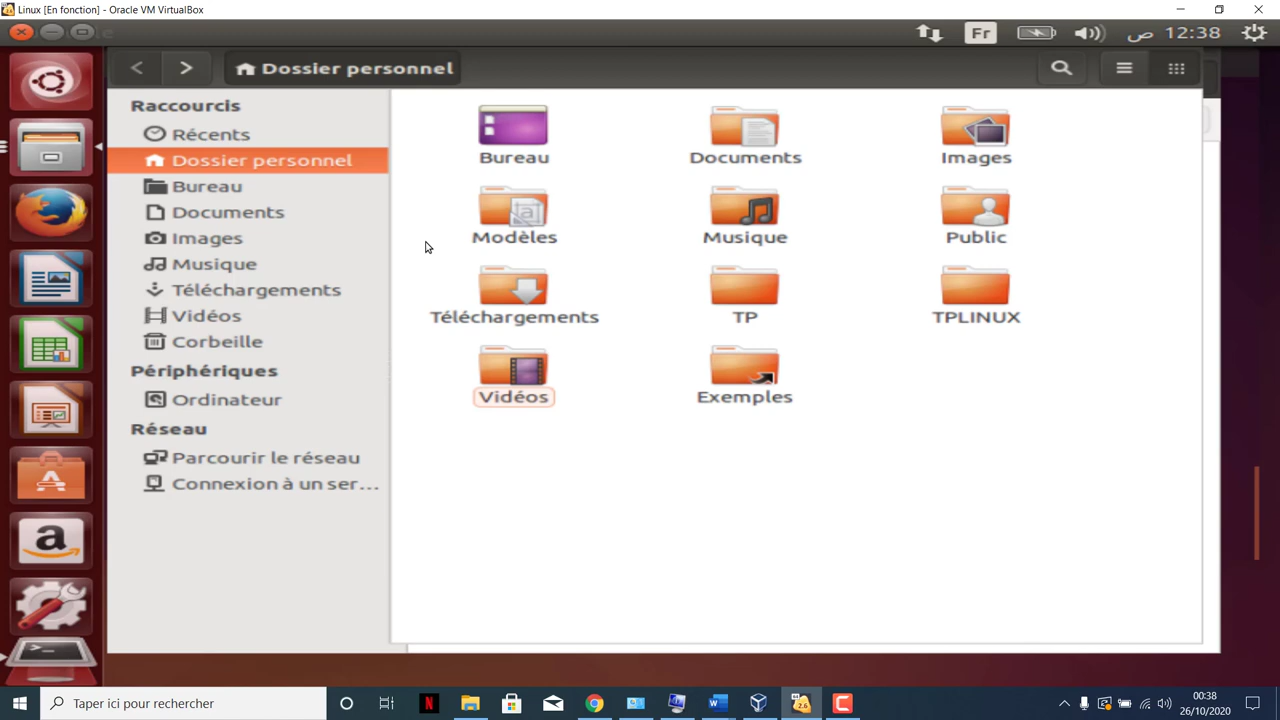 Linux [En fonction] - Oracle VM VirtualBox
Fr
ص 12:38
Dossier personnel
Raccourcis
Récents
Dossier personnel
Bureau
Documents
Images
Musique
Téléchargements
Vidéos
Corbeille
Périphériques
Ordinateur
Réseau
Parcourir le réseau
Connexion à un ser...
Bureau
Documents
Images
Modèles
Musique
Public
Téléchargements
TP
TPLINUX
Vidéos
Exemples
Taper ici pour rechercher
00:38
26/10/2020